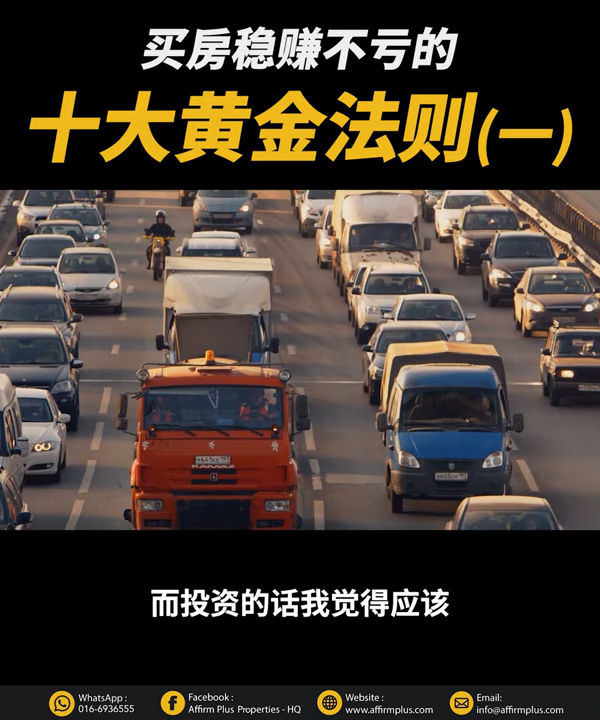 买房稳赚不亏的
十大黄金法则(一)
KAMAZ
而投资的话我觉得应该
WhatsApp :
016-6936555
Facebook :
Affirm Plus Properties - HQ
Website :
www.affirmplus.com
Email:
info@affirmplus.com